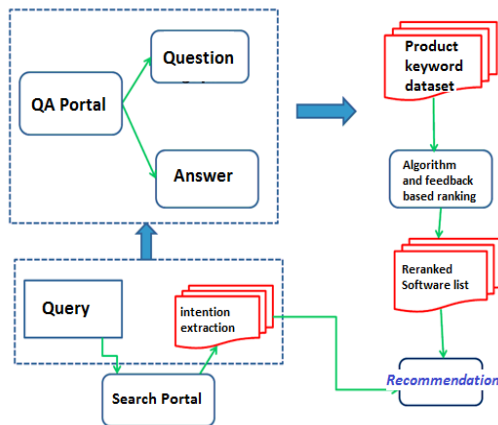 Question
QA Portal
Answer
Product
keyword
dataset
Algorithm
and feedback
based ranking
Reranked
Software list
Query
intention
extraction
Search Portal
Recommendation